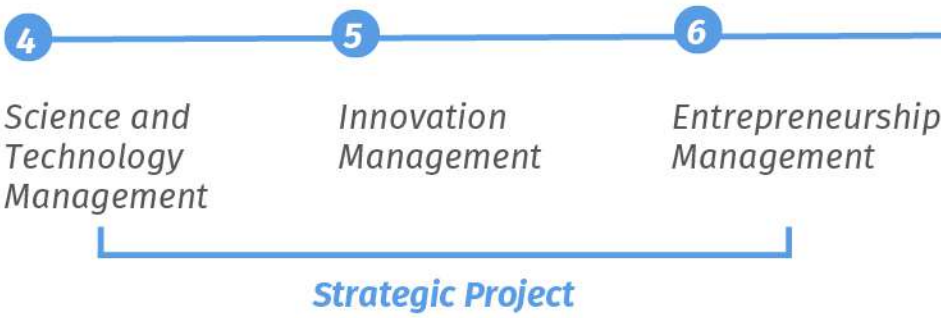 4
5
6
Science and
Technology
Management
Innovation
Management
Entrepreneurship
Management
Strategic Project